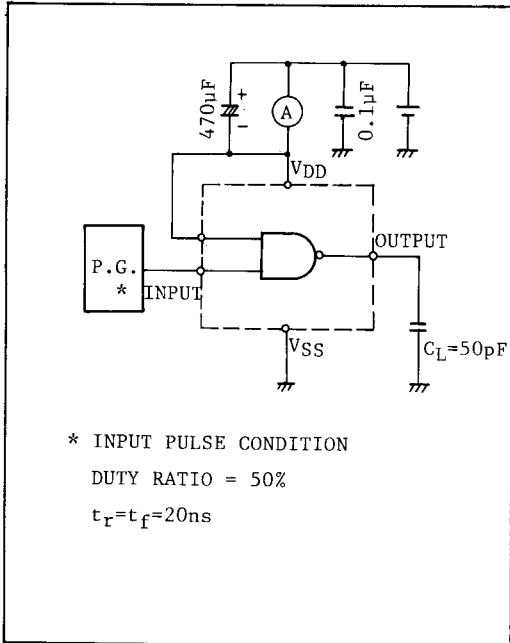 470μF
+
−
A
0.1μF
VDD
P.G.
*
INPUT
OUTPUT
VSS
CL=50pF
* INPUT PULSE CONDITION
DUTY RATIO = 50%
tr=tf=20ns